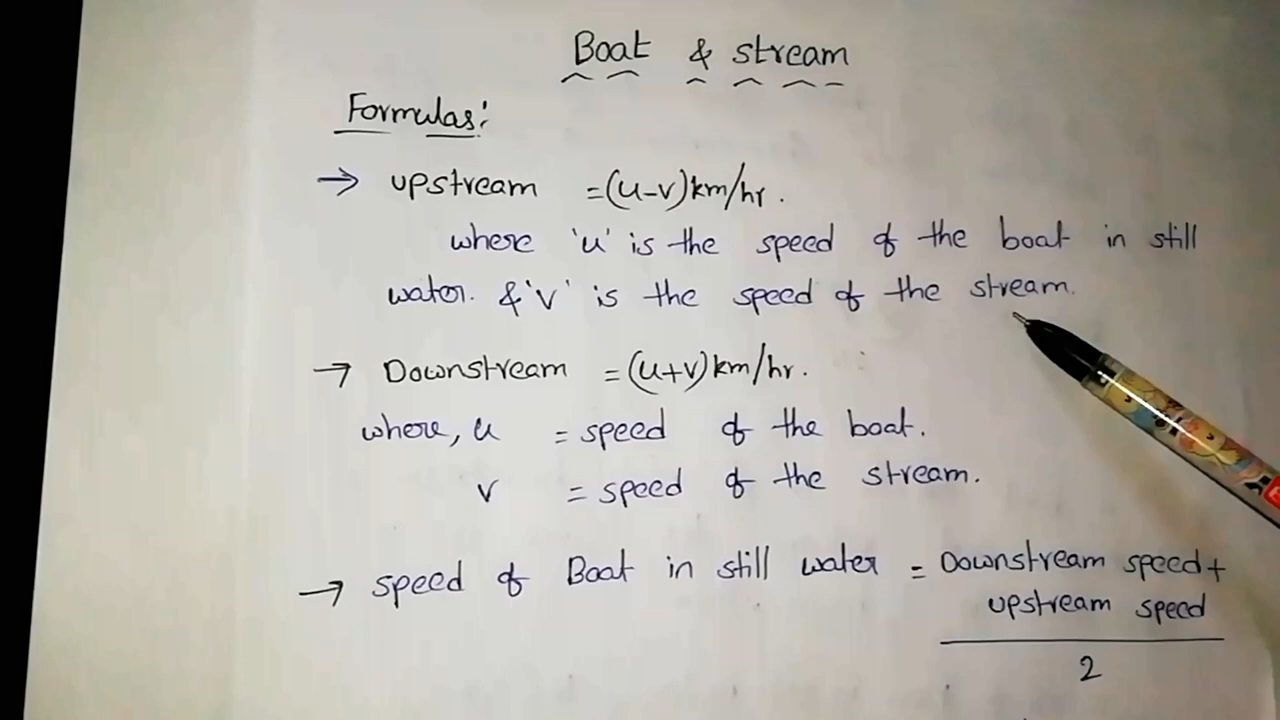 Boat & stream
Formulas:
→ upstream =(u-v)km/hr.
where 'u' is the speed of the boat in still
water. &'v' is the speed of the stream.
→ Downstream =(u+v)km/hr.
where, u = speed of the boat.
v = speed of the stream.
→ speed of Boat in still water = Downstream speed+
upstream speed
2